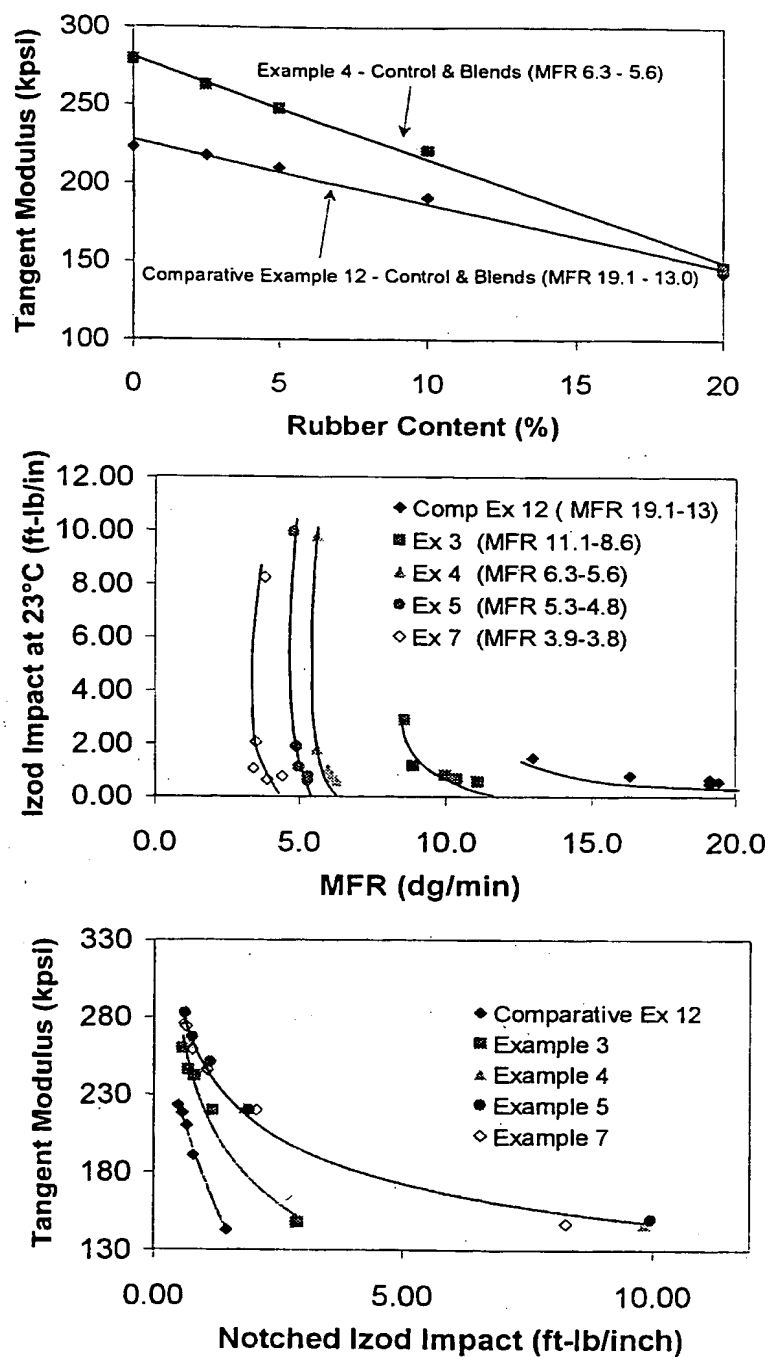 Tangent Modulus (kpsi)
300
250
200
150
100
Example 4 - Control & Blends (MFR 6.3 - 5.6)
Comparative Example 12 - Control & Blends (MFR 19.1 - 13.0)
0 5 10 15 20
Rubber Content (%)
Izod Impact at 23°C (ft-lb/in)
12.00
10.00
8.00
6.00
4.00
2.00
0.00
Comp Ex 12 ( MFR 19.1-13)
Ex 3 (MFR 11.1-8.6)
Ex 4 (MFR 6.3-5.6)
Ex 5 (MFR 5.3-4.8)
Ex 7 (MFR 3.9-3.8)
0.0 5.0 10.0 15.0 20.0
MFR (dg/min)
Tangent Modulus (kpsi)
330
280
230
180
130
Comparative Ex 12
Example 3
Example 4
Example 5
Example 7
0.00 5.00 10.00
Notched Izod Impact (ft-lb/inch)